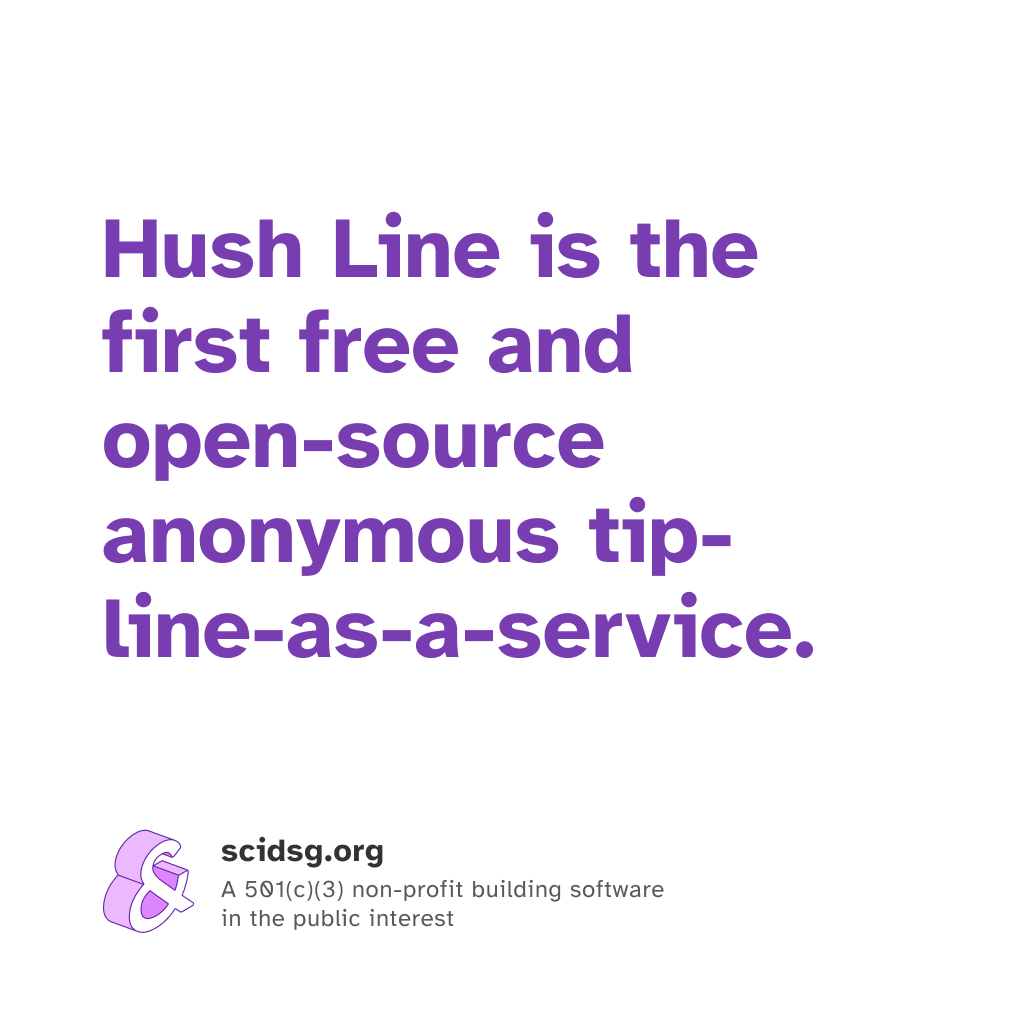 Hush Line is the
first free and
open-source
anonymous tip-
line-as-a-service.
&
scidsg.org
A 501(c)(3) non-profit building software
in the public interest